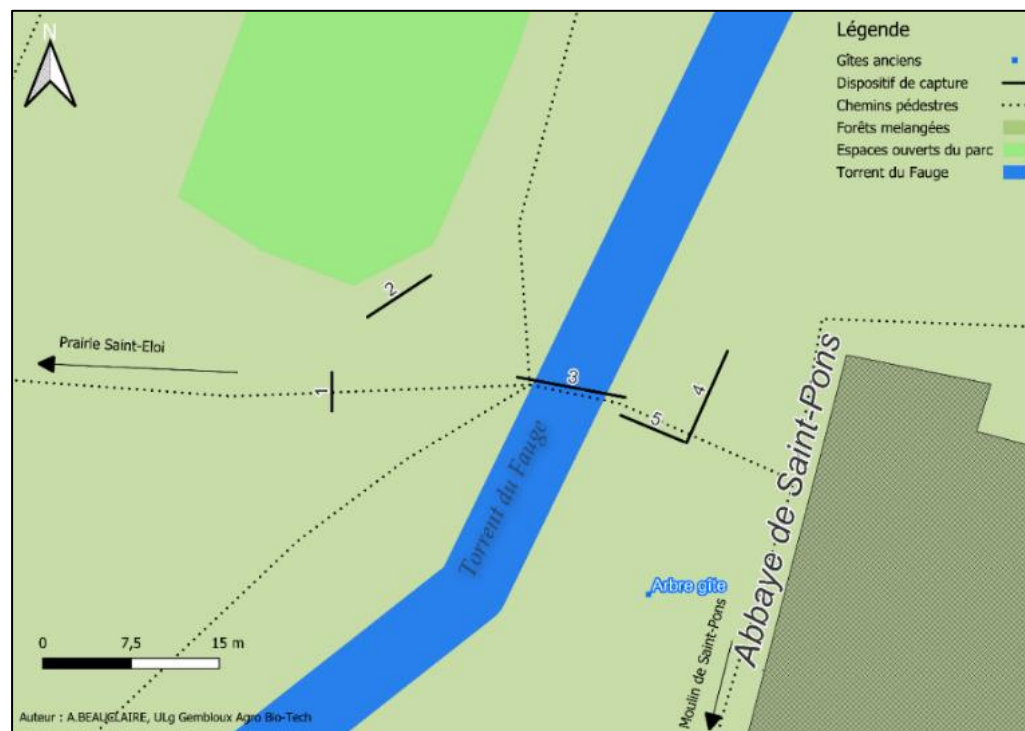 N
Légende
Gîtes anciens
Dispositif de capture
Chemins pédestres
Forêts melangées
Espaces ouverts du parc
Torrent du Fauge
2
Prairie Saint-Eloi
1
3
4
5
Torrent du Fauge
Abbaye de Saint-Pons
Arbre gîte
Moulin de Saint-Pons
0 7,5 15 m
Auteur : A.BEAUCLAIRE, ULg Gembloux Agro Bio-Tech